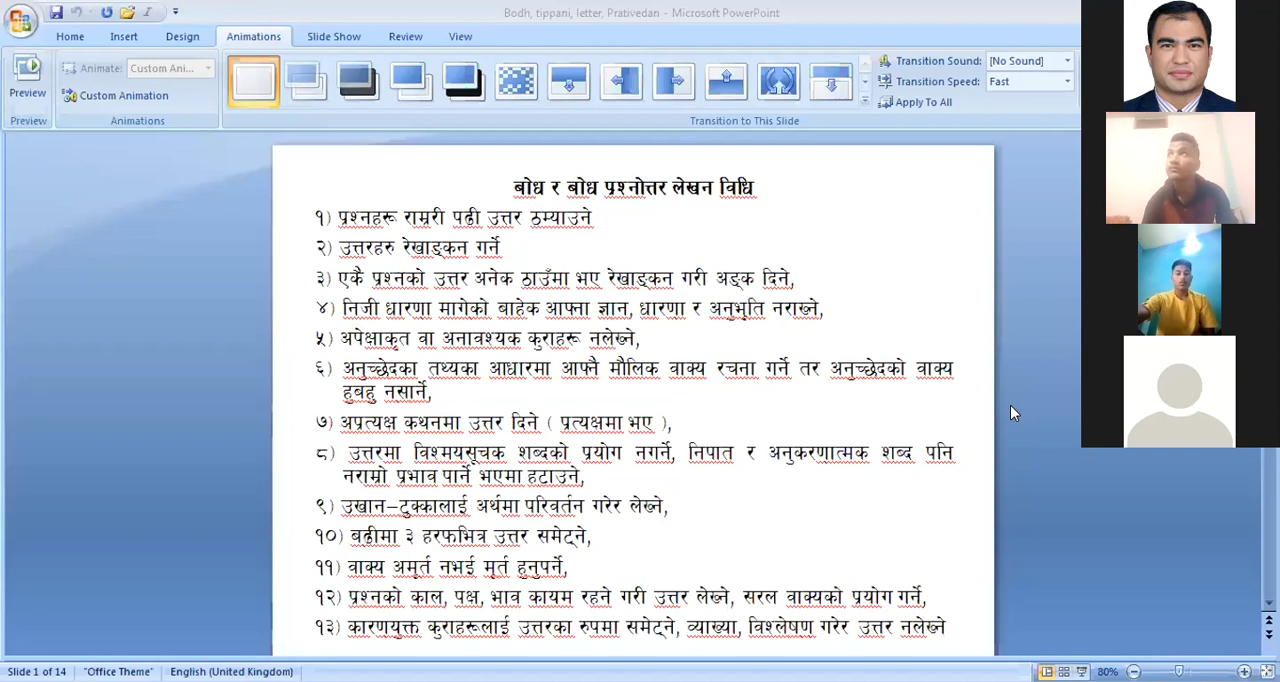 Bodh, tippani, letter, Prativedan - Microsoft PowerPoint
Home Insert Design Animations Slide Show Review View
Preview
Animate: Custom Ani...
Custom Animation
Transition Sound: [No Sound]
Transition Speed: Fast
Apply To All
Preview Animations Transition to This Slide
बोध र बोध प्रश्नोत्तर लेखन विधि
१) प्रश्नहरू राम्ररी पढी उत्तर ठम्याउने
२) उत्तरहरु रेखाङ्कन गर्ने
३) एकै प्रश्नको उत्तर अनेक ठाउँमा भए रेखाङ्कन गरी अङ्क दिने,
४) निजी धारणा मागेको बाहेक आफ्ना ज्ञान, धारणा र अनुभूति नराख्ने,
५) अपेक्षाकृत वा अनावश्यक कुराहरू नलेख्ने,
६) अनुच्छेदका तथ्यका आधारमा आफ्नै मौलिक वाक्य रचना गर्ने तर अनुच्छेदको वाक्य
हुबहु नसार्ने,
७) अप्रत्यक्ष कथनमा उत्तर दिने ( प्रत्यक्षमा भए ),
८) उत्तरमा विश्मयसूचक शब्दको प्रयोग नगर्ने, निपात र अनुकरणात्मक शब्द पनि
नराम्रो प्रभाव पार्ने भएमा हटाउने,
९) उखान–टुक्कालाई अर्थमा परिवर्तन गरेर लेख्ने,
१०) बढीमा ३ हरफभित्र उत्तर समेट्ने,
११) वाक्य अमूर्त नभई मूर्त हुनुपर्ने,
१२) प्रश्नको काल, पक्ष, भाव कायम रहने गरी उत्तर लेख्ने, सरल वाक्यको प्रयोग गर्ने,
१३) कारणयुक्त कुराहरूलाई उत्तरका रुपमा समेट्ने, व्याख्या, विश्लेषण गरेर उत्तर नलेख्ने
Slide 1 of 14 "Office Theme" English (United Kingdom) 80%